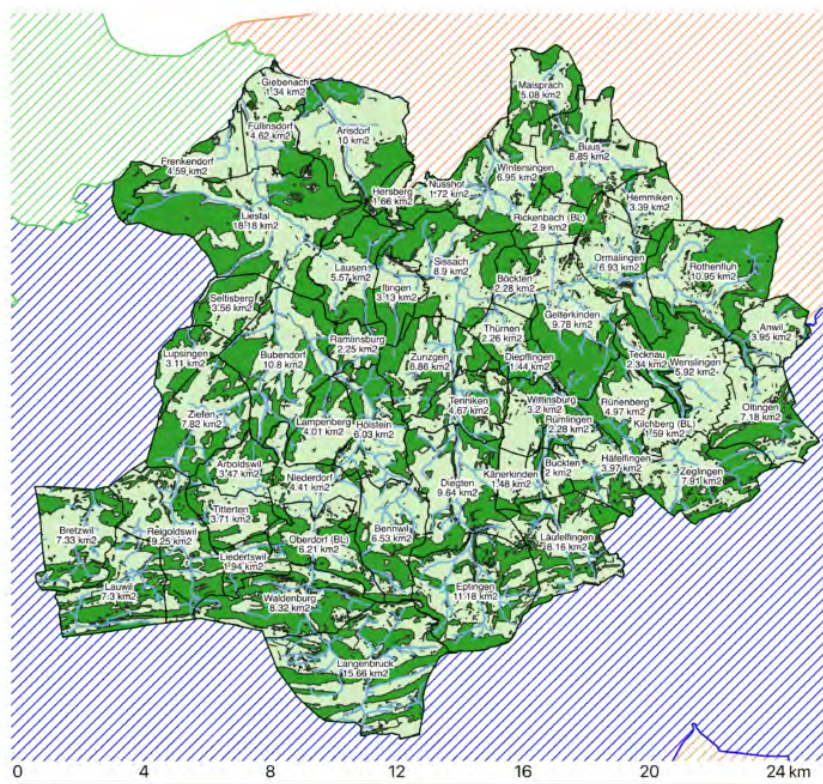 Giebenach
1.34 km2
Maisprach
5.08 km2
Füllinsdorf
4.62 km2
Arisdorf
10 km2
Buus
8.85 km2
Frenkendorf
4.59 km2
Wintersingen
6.95 km2
Nusshof
1.72 km2
Hersberg
1.66 km2
Hemmiken
3.39 km2
Liestal
18.18 km2
Rickenbach (BL)
2.9 km2
Sissach
8.9 km2
Ormalingen
6.93 km2
Rothenfluh
10.95 km2
Lausen
5.57 km2
Itingen
3.13 km2
Böckten
2.28 km2
Seltisberg
3.56 km2
Gelterkinden
9.78 km2
Thürnen
2.26 km2
Anwil
3.95 km2
Ramlinsburg
2.25 km2
Lupsingen
3.11 km2
Bubendorf
10.8 km2
Zunzgen
8.86 km2
Diepflingen
1.44 km2
Tecknau
2.34 km2
Wenslingen
5.92 km2
Ziefen
7.82 km2
Tenniken
4.67 km2
Wittinsburg
3.2 km2
Rünenberg
4.97 km2
Oltingen
7.18 km2
Lampenberg
4.01 km2
Hölstein
6.03 km2
Rümlingen
2.28 km2
Kilchberg (BL)
1.59 km2
Arboldswil
3.47 km2
Niederdorf
4.41 km2
Diegten
9.64 km2
Känerkinden
1.48 km2
Buckten
2 km2
Häfelfingen
3.97 km2
Zeglingen
7.91 km2
Titterten
3.71 km2
Bretzwil
7.33 km2
Reigoldswil
9.25 km2
Oberdorf (BL)
6.21 km2
Bennwil
6.53 km2
Läufelfingen
8.16 km2
Liedertswil
1.94 km2
Lauwil
7.3 km2
Waldenburg
8.32 km2
Eptingen
11.18 km2
Langenbruck
15.66 km2
0 4 8 12 16 20 24 km